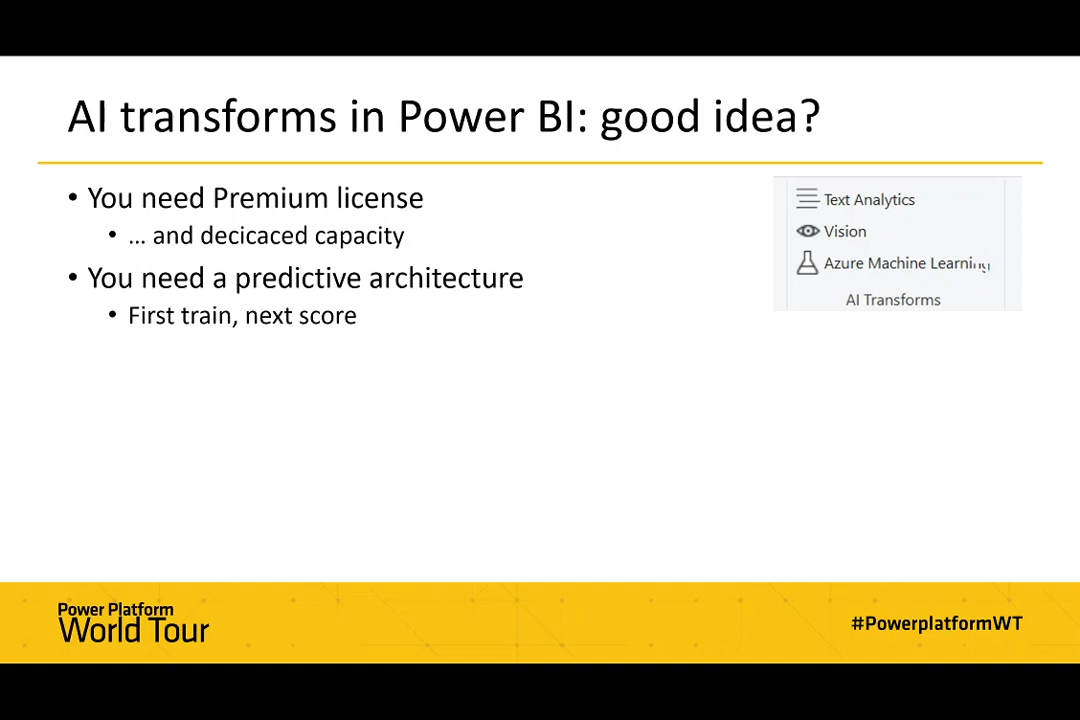 AI transforms in Power BI: good idea?
• You need Premium license
• … and decicaced capacity
• You need a predictive architecture
• First train, next score
Text Analytics
Vision
Azure Machine Learning
AI Transforms
Power Platform
World Tour
#PowerplatformWT